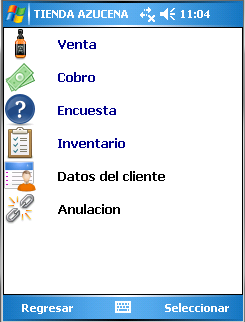 TIENDA AZUCENA 11:04
Venta
Cobro
Encuesta
Inventario
Datos del cliente
Anulacion
Regresar Seleccionar